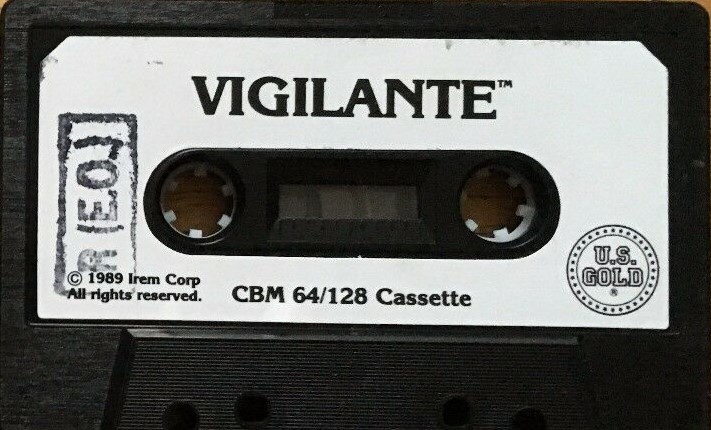 VIGILANTE™
R (E.O.)
© 1989 Irem Corp
All rights reserved.
CBM 64/128 Cassette
U.S.
GOLD
®